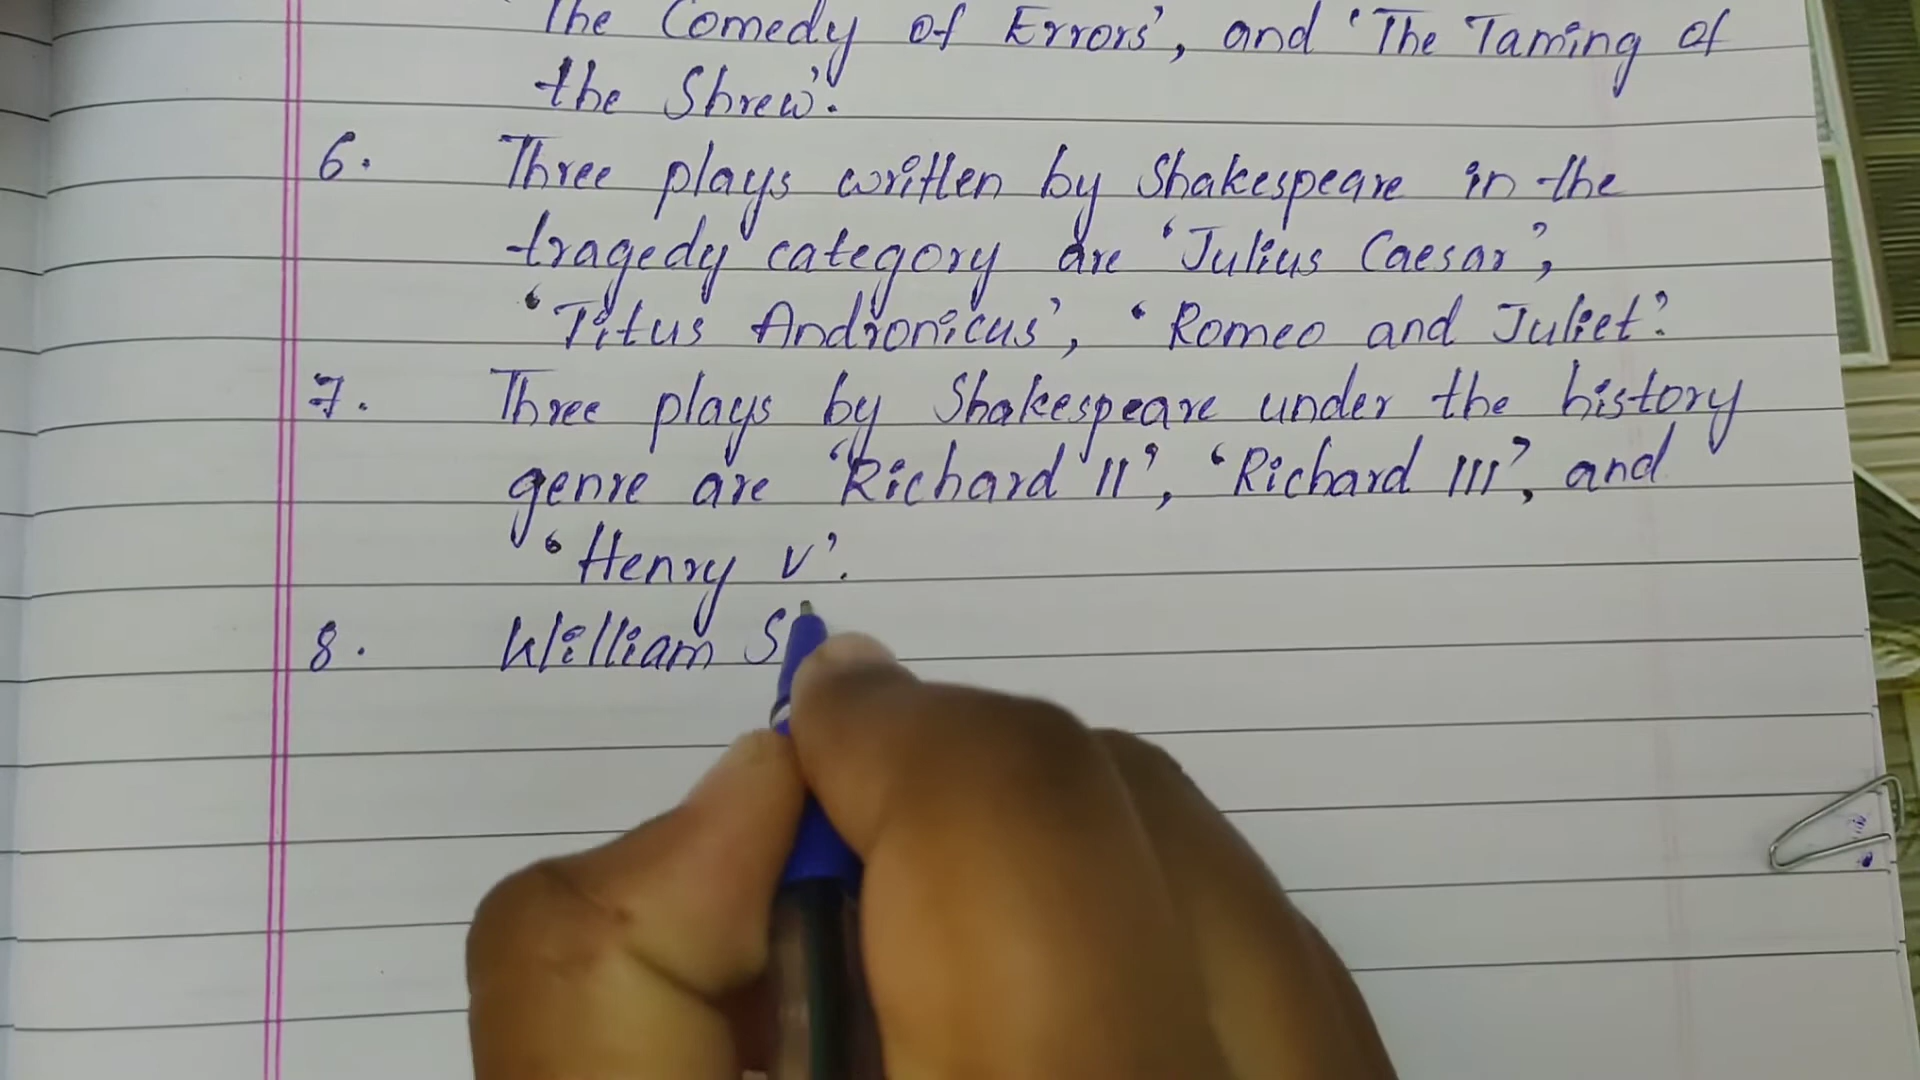 The Comedy of Errors', and 'The Taming of
the Shrew'.
6. Three plays written by Shakespeare in the
tragedy category are 'Julius Caesar',
'Titus Andronicus', 'Romeo and Juliet'.
7. Three plays by Shakespeare under the history
genre are 'Richard II', 'Richard III', and
'Henry V'.
8. William S